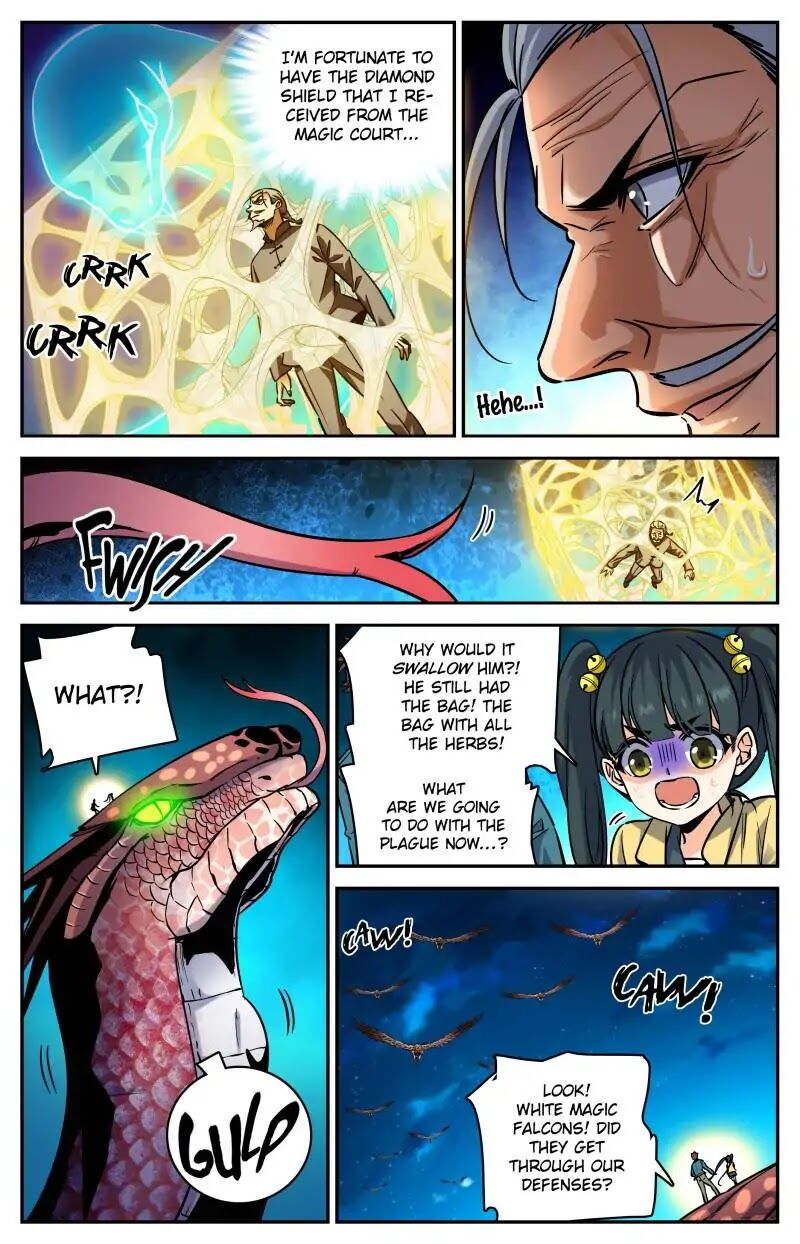 I'M FORTUNATE TO
HAVE THE DIAMOND
SHIELD THAT I RE-
CEIVED FROM THE
MAGIC COURT...
CRRK
CRRK
Hehe...!
FWISH
WHAT?!
WHY WOULD IT
SWALLOW HIM?!
HE STILL HAD
THE BAG! THE
BAG WITH ALL
THE HERBS!
WHAT
ARE WE GOING
TO DO WITH THE
PLAGUE NOW...?
GULP
CAW!
CAW!
LOOK!
WHITE MAGIC
FALCONS! DID
THEY GET
THROUGH OUR
DEFENSES?